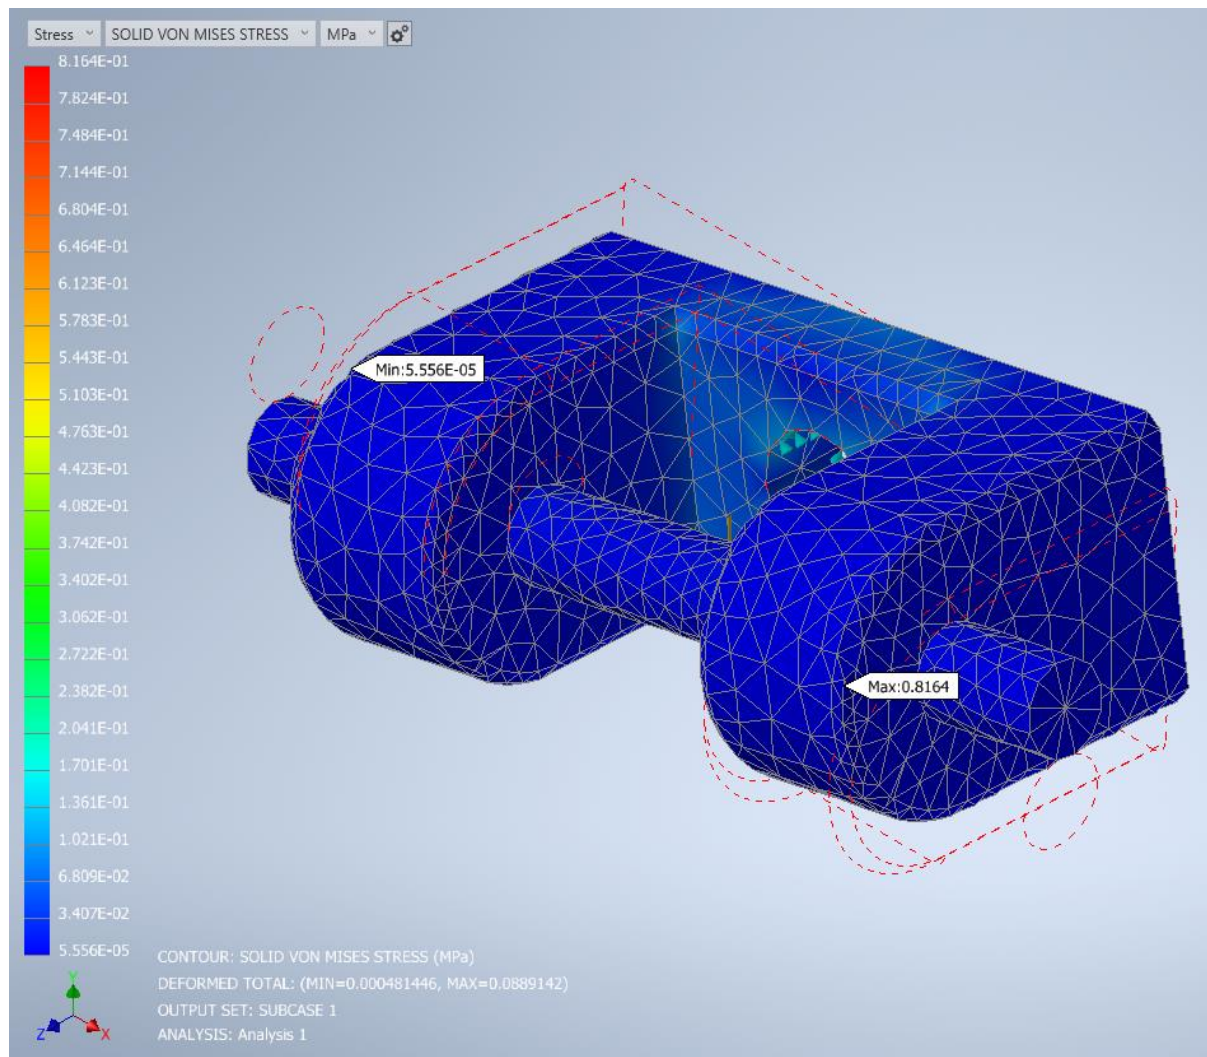 Stress SOLID VON MISES STRESS MPa
8.164E-01
7.824E-01
7.484E-01
7.144E-01
6.804E-01
6.464E-01
6.123E-01
5.783E-01
5.443E-01
5.103E-01
4.763E-01
4.423E-01
4.082E-01
3.742E-01
3.402E-01
3.062E-01
2.722E-01
2.382E-01
2.041E-01
1.701E-01
1.361E-01
1.021E-01
6.809E-02
3.407E-02
5.556E-05
Min:5.556E-05
Max:0.8164
CONTOUR: SOLID VON MISES STRESS (MPa)
DEFORMED TOTAL: (MIN=0.000481446, MAX=0.0889142)
OUTPUT SET: SUBCASE 1
ANALYSIS: Analysis 1
Y
Z
X